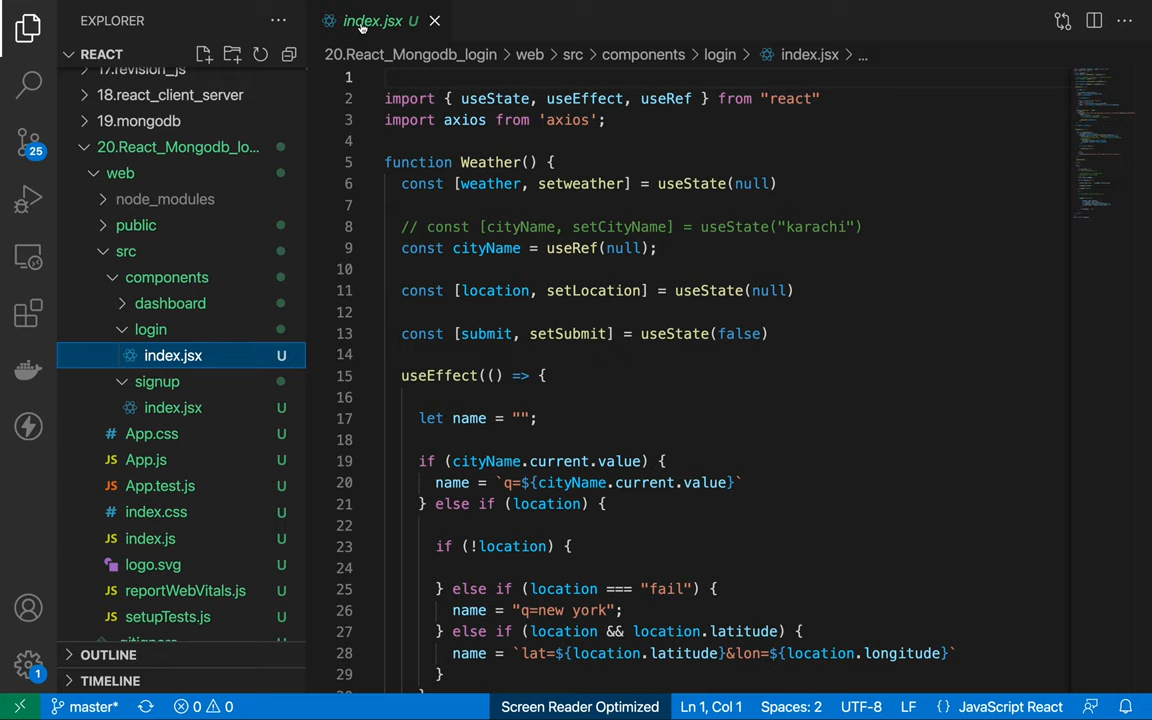 EXPLORER
REACT
17.revision_js
18.react_client_server
19.mongodb
20.React_Mongodb_lo...
web
node_modules
public
src
components
dashboard
login
index.jsx U
signup
index.jsx U
# App.css U
JS App.js U
JS App.test.js U
# index.css U
JS index.js U
logo.svg U
JS reportWebVitals.js U
JS setupTests.js U
.gitignore
OUTLINE
TIMELINE
25
1
index.jsx U
20.React_Mongodb_login > web > src > components > login > index.jsx > ...
1
2 import { useState, useEffect, useRef } from "react"
3 import axios from 'axios';
4
5 function Weather() {
6 const [weather, setweather] = useState(null)
7
8 // const [cityName, setCityName] = useState("karachi")
9 const cityName = useRef(null);
10
11 const [location, setLocation] = useState(null)
12
13 const [submit, setSubmit] = useState(false)
14
15 useEffect(() => {
16
17 let name = "";
18
19 if (cityName.current.value) {
20 name = `q=${cityName.current.value}`
21 } else if (location) {
22
23 if (!location) {
24
25 } else if (location === "fail") {
26 name = "q=new york";
27 } else if (location && location.latitude) {
28 name = `lat=${location.latitude}&lon=${location.longitude}`
29 }
30 }
master* 0 0 Screen Reader Optimized Ln 1, Col 1 Spaces: 2 UTF-8 LF {} JavaScript React